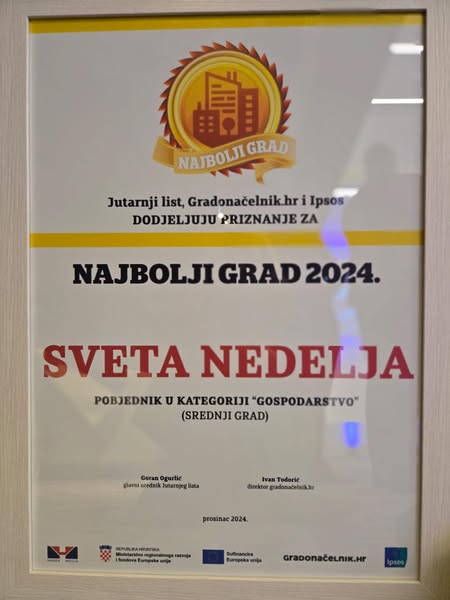 NAJBOLJI GRAD
Jutarnji list, Gradonačelnik.hr i Ipsos
DODJELJUJU PRIZNANJE ZA
NAJBOLJI GRAD 2024.
SVETA NEDELJA
POBJEDNIK U KATEGORIJI "GOSPODARSTVO"
(SREDNJI GRAD)
Goran Ogurlić
glavni urednik Jutarnjeg lista
Ivan Todorić
direktor gradonačelnik.hr
prosinac 2024.
HANZA MEDIA
REPUBLIKA HRVATSKA
Ministarstvo regionalnoga razvoja
i fondova Europske unije
Sufinancira
Europska unija
GRADONAČELNIK.HR
Ipsos